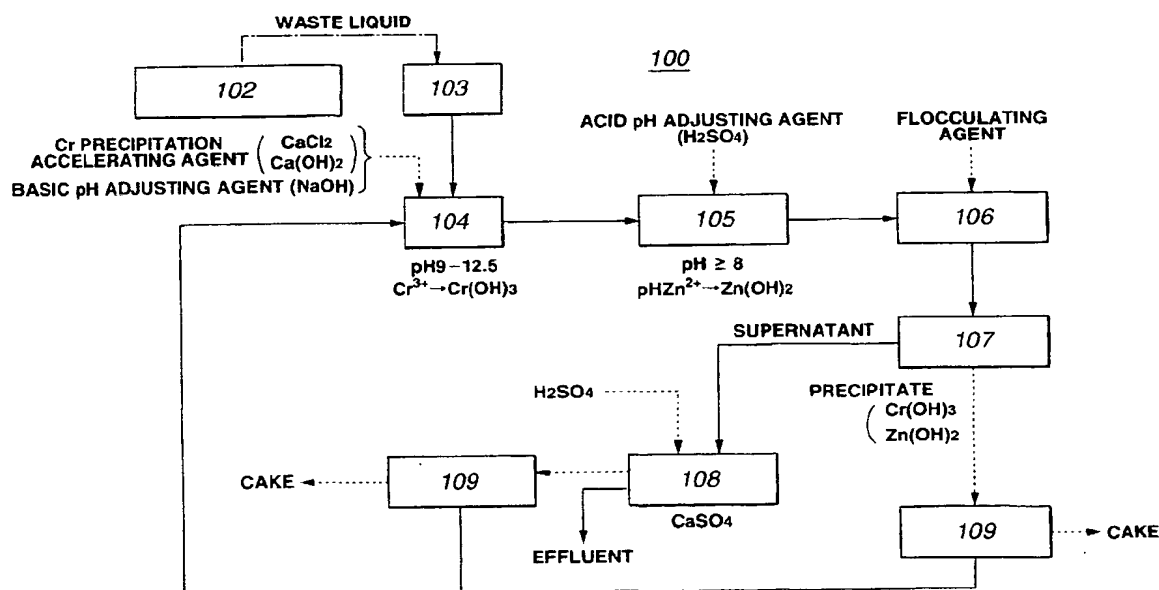 WASTE LIQUID
100
102
103
Cr PRECIPITATION
ACCELERATING AGENT
CaCl2
Ca(OH)2
BASIC pH ADJUSTING AGENT (NaOH)
ACID pH ADJUSTING AGENT
(H2SO4)
FLOCCULATING
AGENT
104
105
106
pH9-12.5
Cr3+→Cr(OH)3
pH ≥ 8
pHZn2+→Zn(OH)2
SUPERNATANT
107
PRECIPITATE
Cr(OH)3
Zn(OH)2
H2SO4
CAKE
109
108
CaSO4
EFFLUENT
109
CAKE